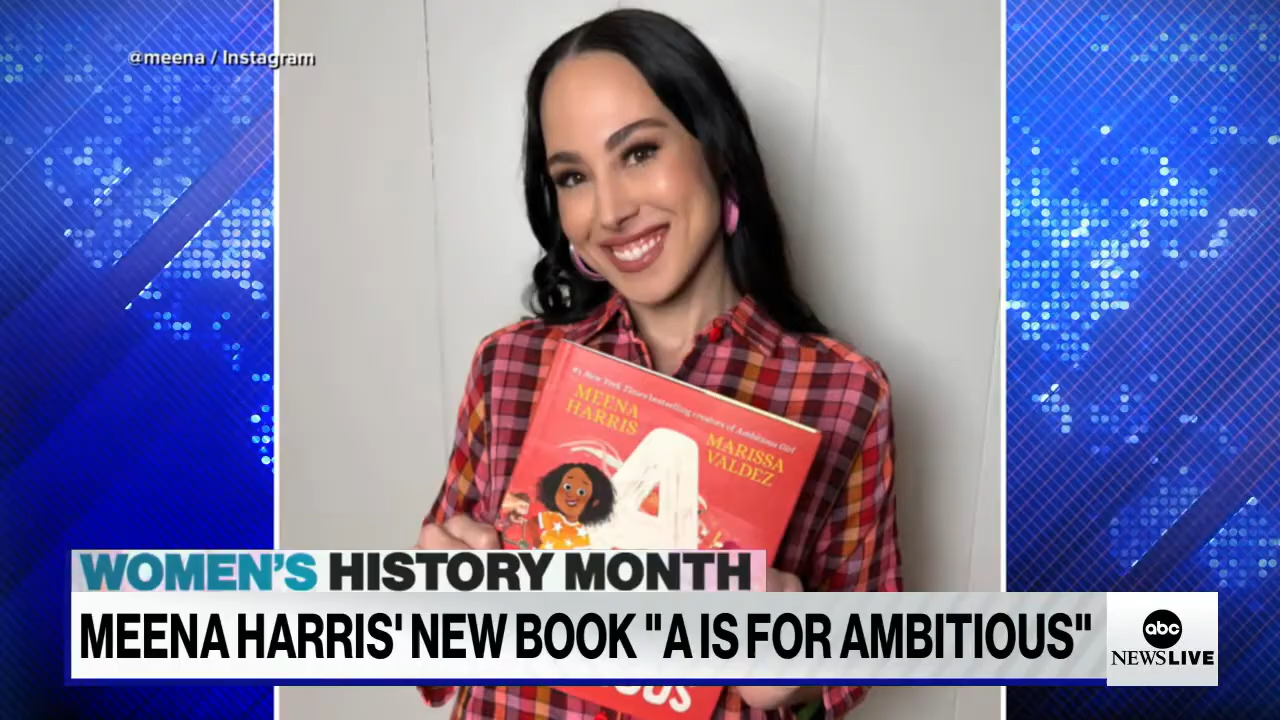 @meena / Instagram
#1 New York Times bestselling creators of Ambitious Girl
MEENA
HARRIS
MARISSA
VALDEZ
A
WOMEN'S HISTORY MONTH
MEENA HARRIS' NEW BOOK "A IS FOR AMBITIOUS"
abc
NEWS LIVE